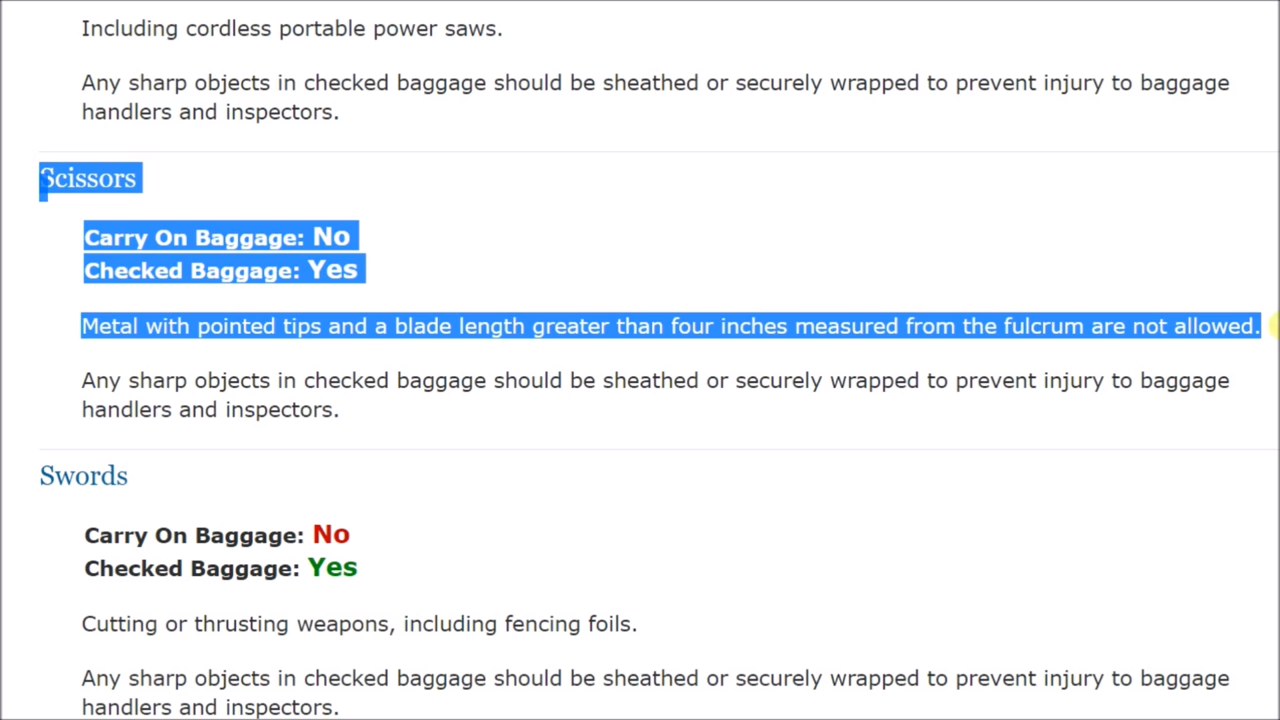 Including cordless portable power saws.
Any sharp objects in checked baggage should be sheathed or securely wrapped to prevent injury to baggage
handlers and inspectors.
Scissors
Carry On Baggage: No
Checked Baggage: Yes
Metal with pointed tips and a blade length greater than four inches measured from the fulcrum are not allowed.
Any sharp objects in checked baggage should be sheathed or securely wrapped to prevent injury to baggage
handlers and inspectors.
Swords
Carry On Baggage: No
Checked Baggage: Yes
Cutting or thrusting weapons, including fencing foils.
Any sharp objects in checked baggage should be sheathed or securely wrapped to prevent injury to baggage
handlers and inspectors.